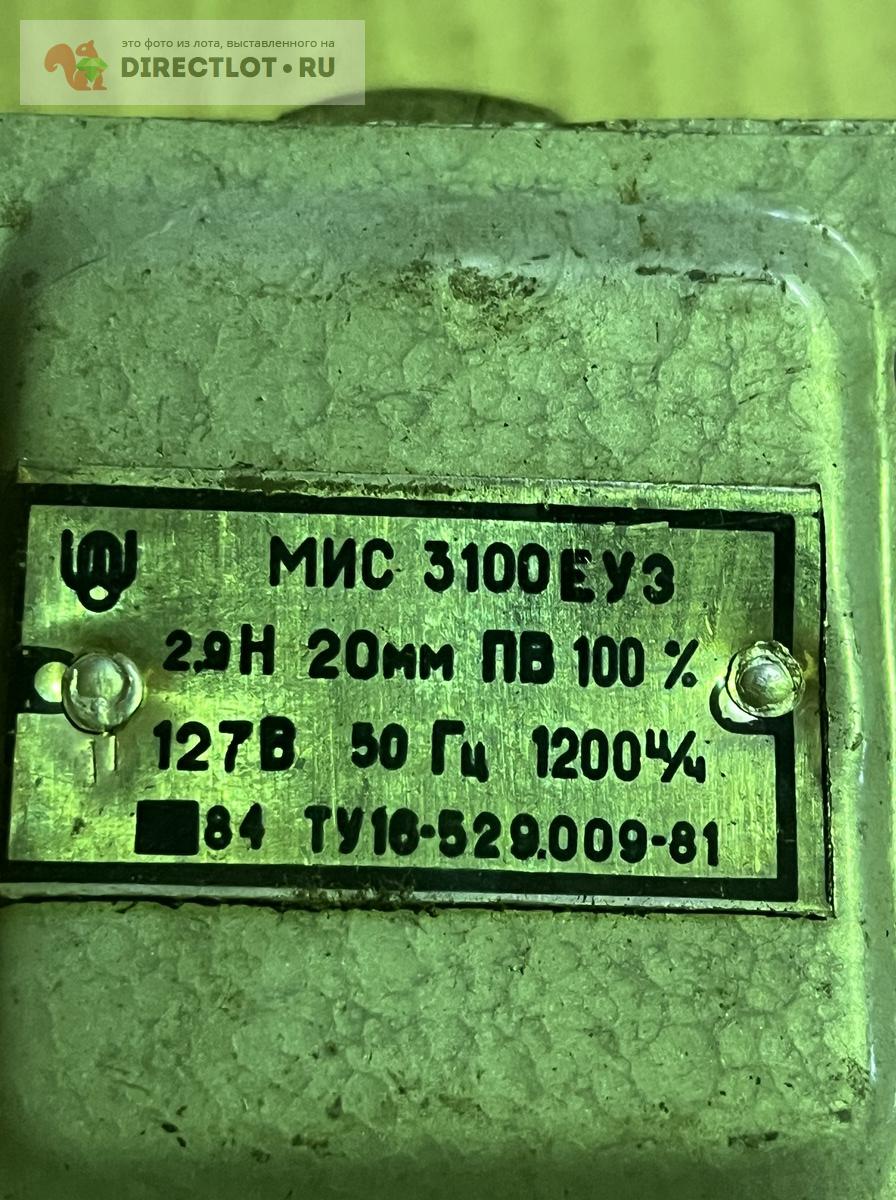 это фото из лота, выставленного на
DIRECTLOT•RU
МИС 3100ЕУ3
2,9Н 20мм ПВ 100 %
127В 50 Гц 1200ц/ч
84 ТУ16-529.009-81